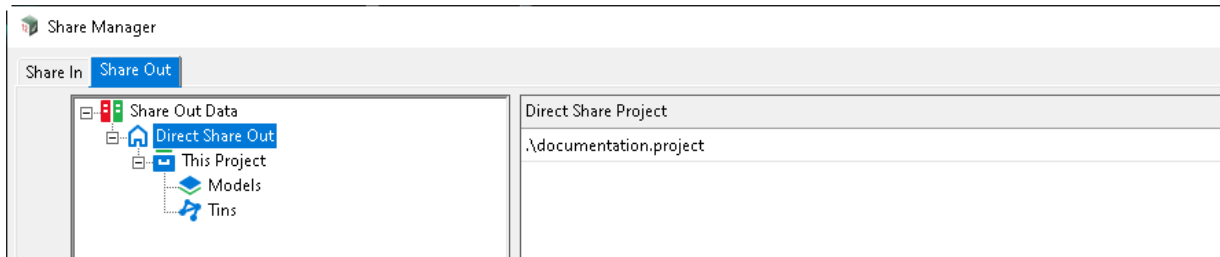 Share Manager
Share In Share Out
Share Out Data
Direct Share Out
This Project
Models
Tins
Direct Share Project
.\documentation.project